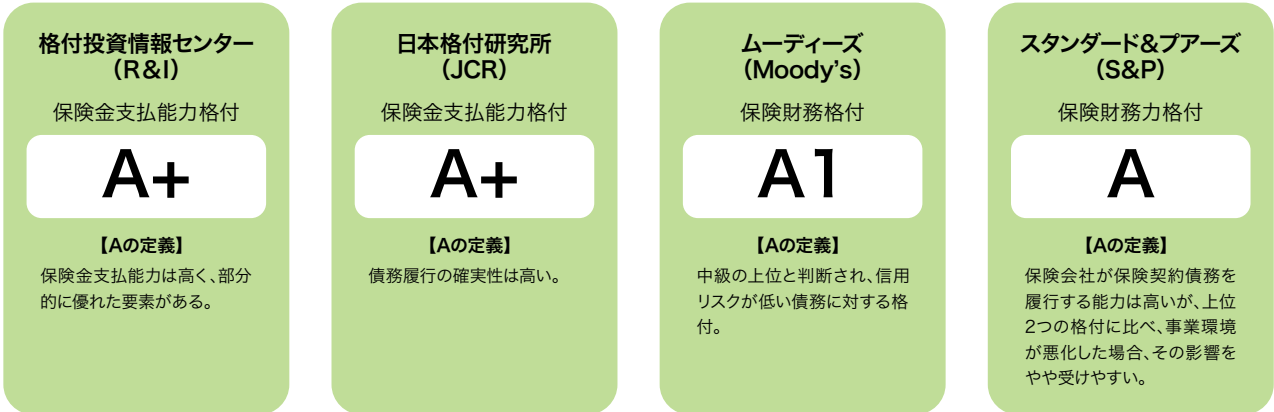 格付投資情報センター
（R&I）
保険金支払能力格付
A+
【Aの定義】
保険金支払能力は高く、部分
的に優れた要素がある。
日本格付研究所
（JCR）
保険金支払能力格付
A+
【Aの定義】
債務履行の確実性は高い。
ムーディーズ
（Moody's）
保険財務格付
A1
【Aの定義】
中級の上位と判断され、信用
リスクが低い債務に対する格
付。
スタンダード&プアーズ
（S&P）
保険財務力格付
A
【Aの定義】
保険会社が保険契約債務を
履行する能力は高いが、上位
2つの格付に比べ、事業環境
が悪化した場合、その影響を
やや受けやすい。